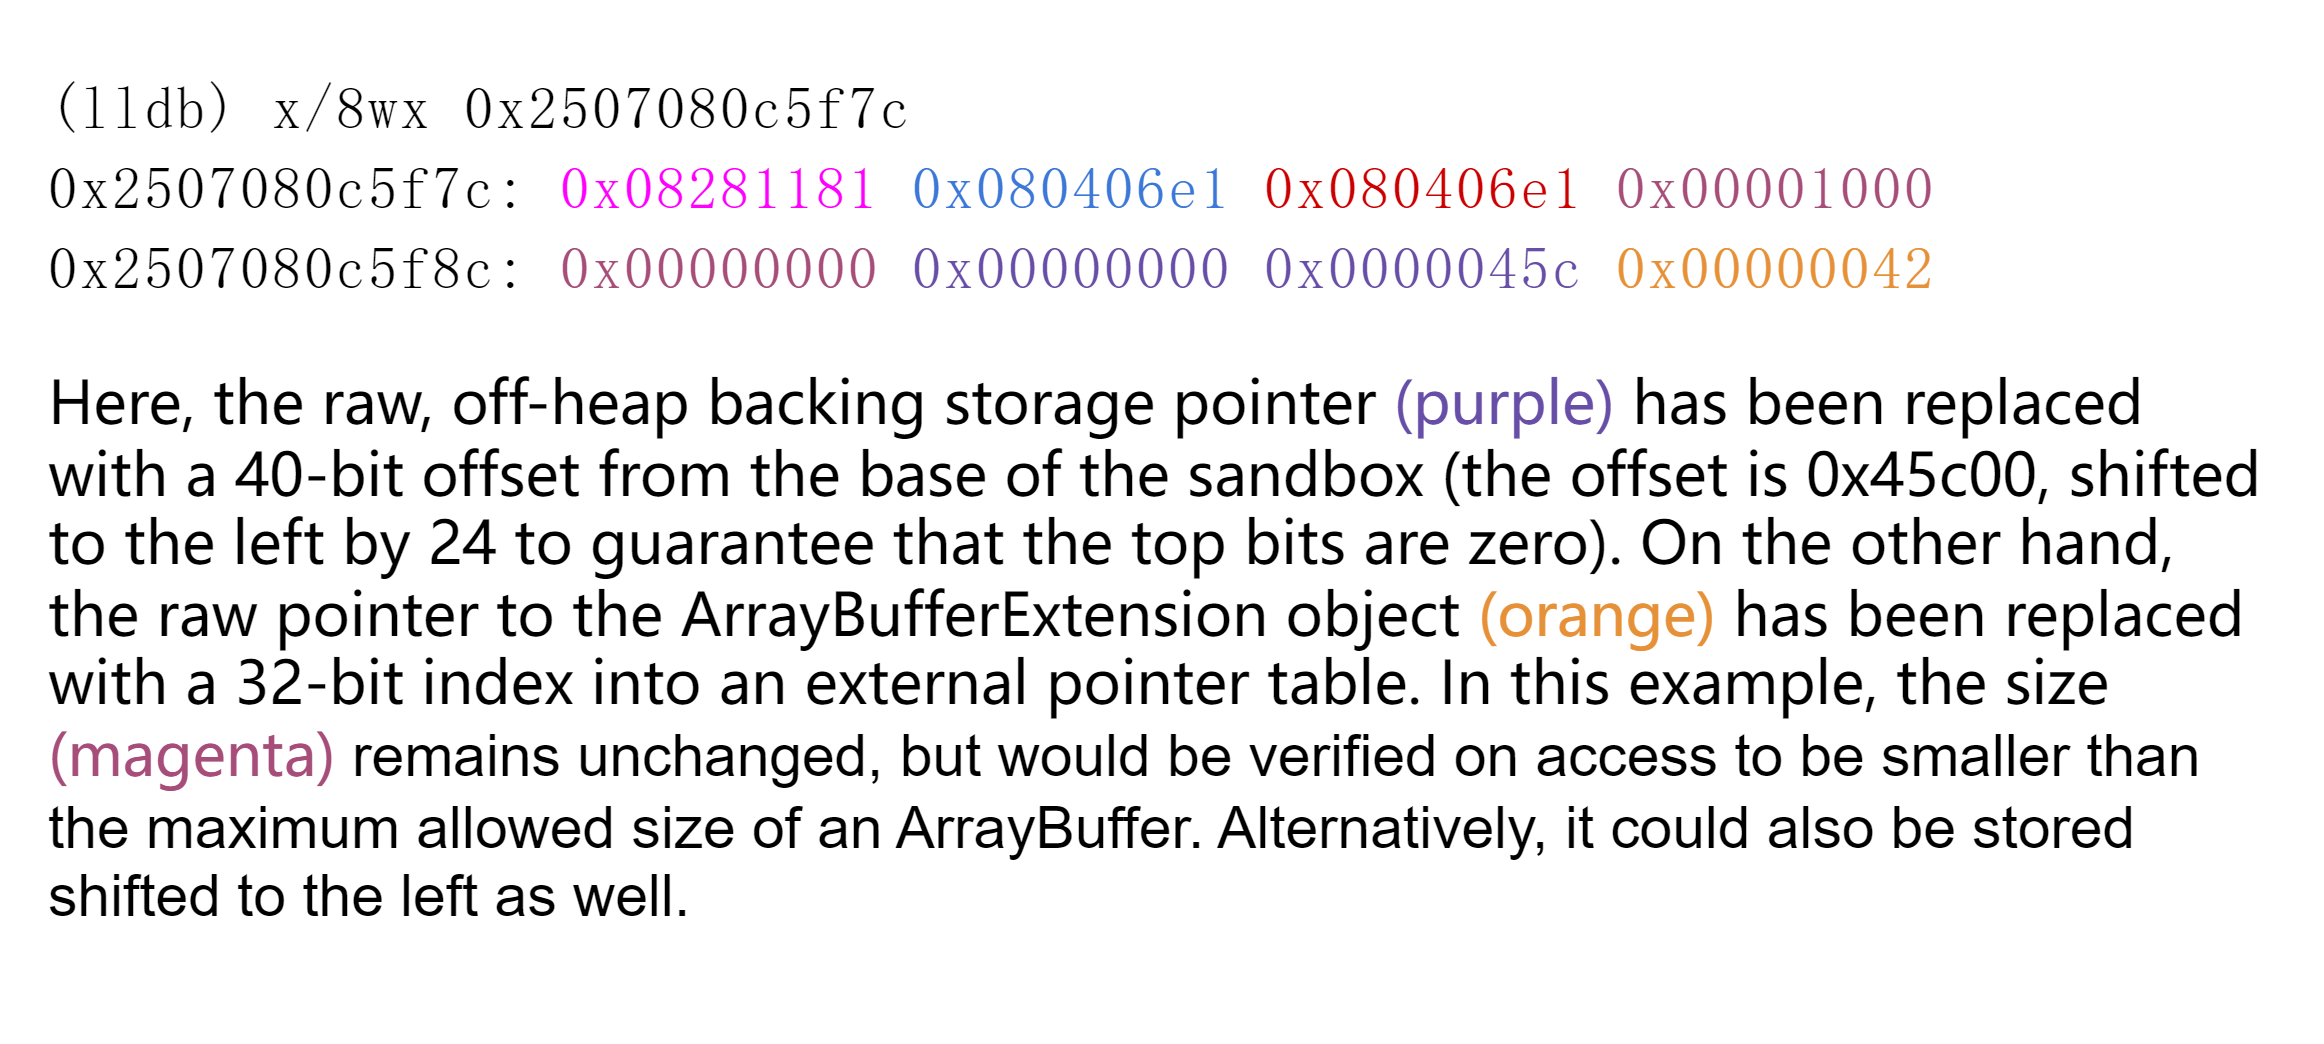 (lldb) x/8wx 0x2507080c5f7c
0x2507080c5f7c: 0x08281181 0x080406e1 0x080406e1 0x00001000
0x2507080c5f8c: 0x00000000 0x00000000 0x0000045c 0x00000042
Here, the raw, off-heap backing storage pointer (purple) has been replaced
with a 40-bit offset from the base of the sandbox (the offset is 0x45c00, shifted
to the left by 24 to guarantee that the top bits are zero). On the other hand,
the raw pointer to the ArrayBufferExtension object (orange) has been replaced
with a 32-bit index into an external pointer table. In this example, the size
(magenta) remains unchanged, but would be verified on access to be smaller than
the maximum allowed size of an ArrayBuffer. Alternatively, it could also be stored
shifted to the left as well.